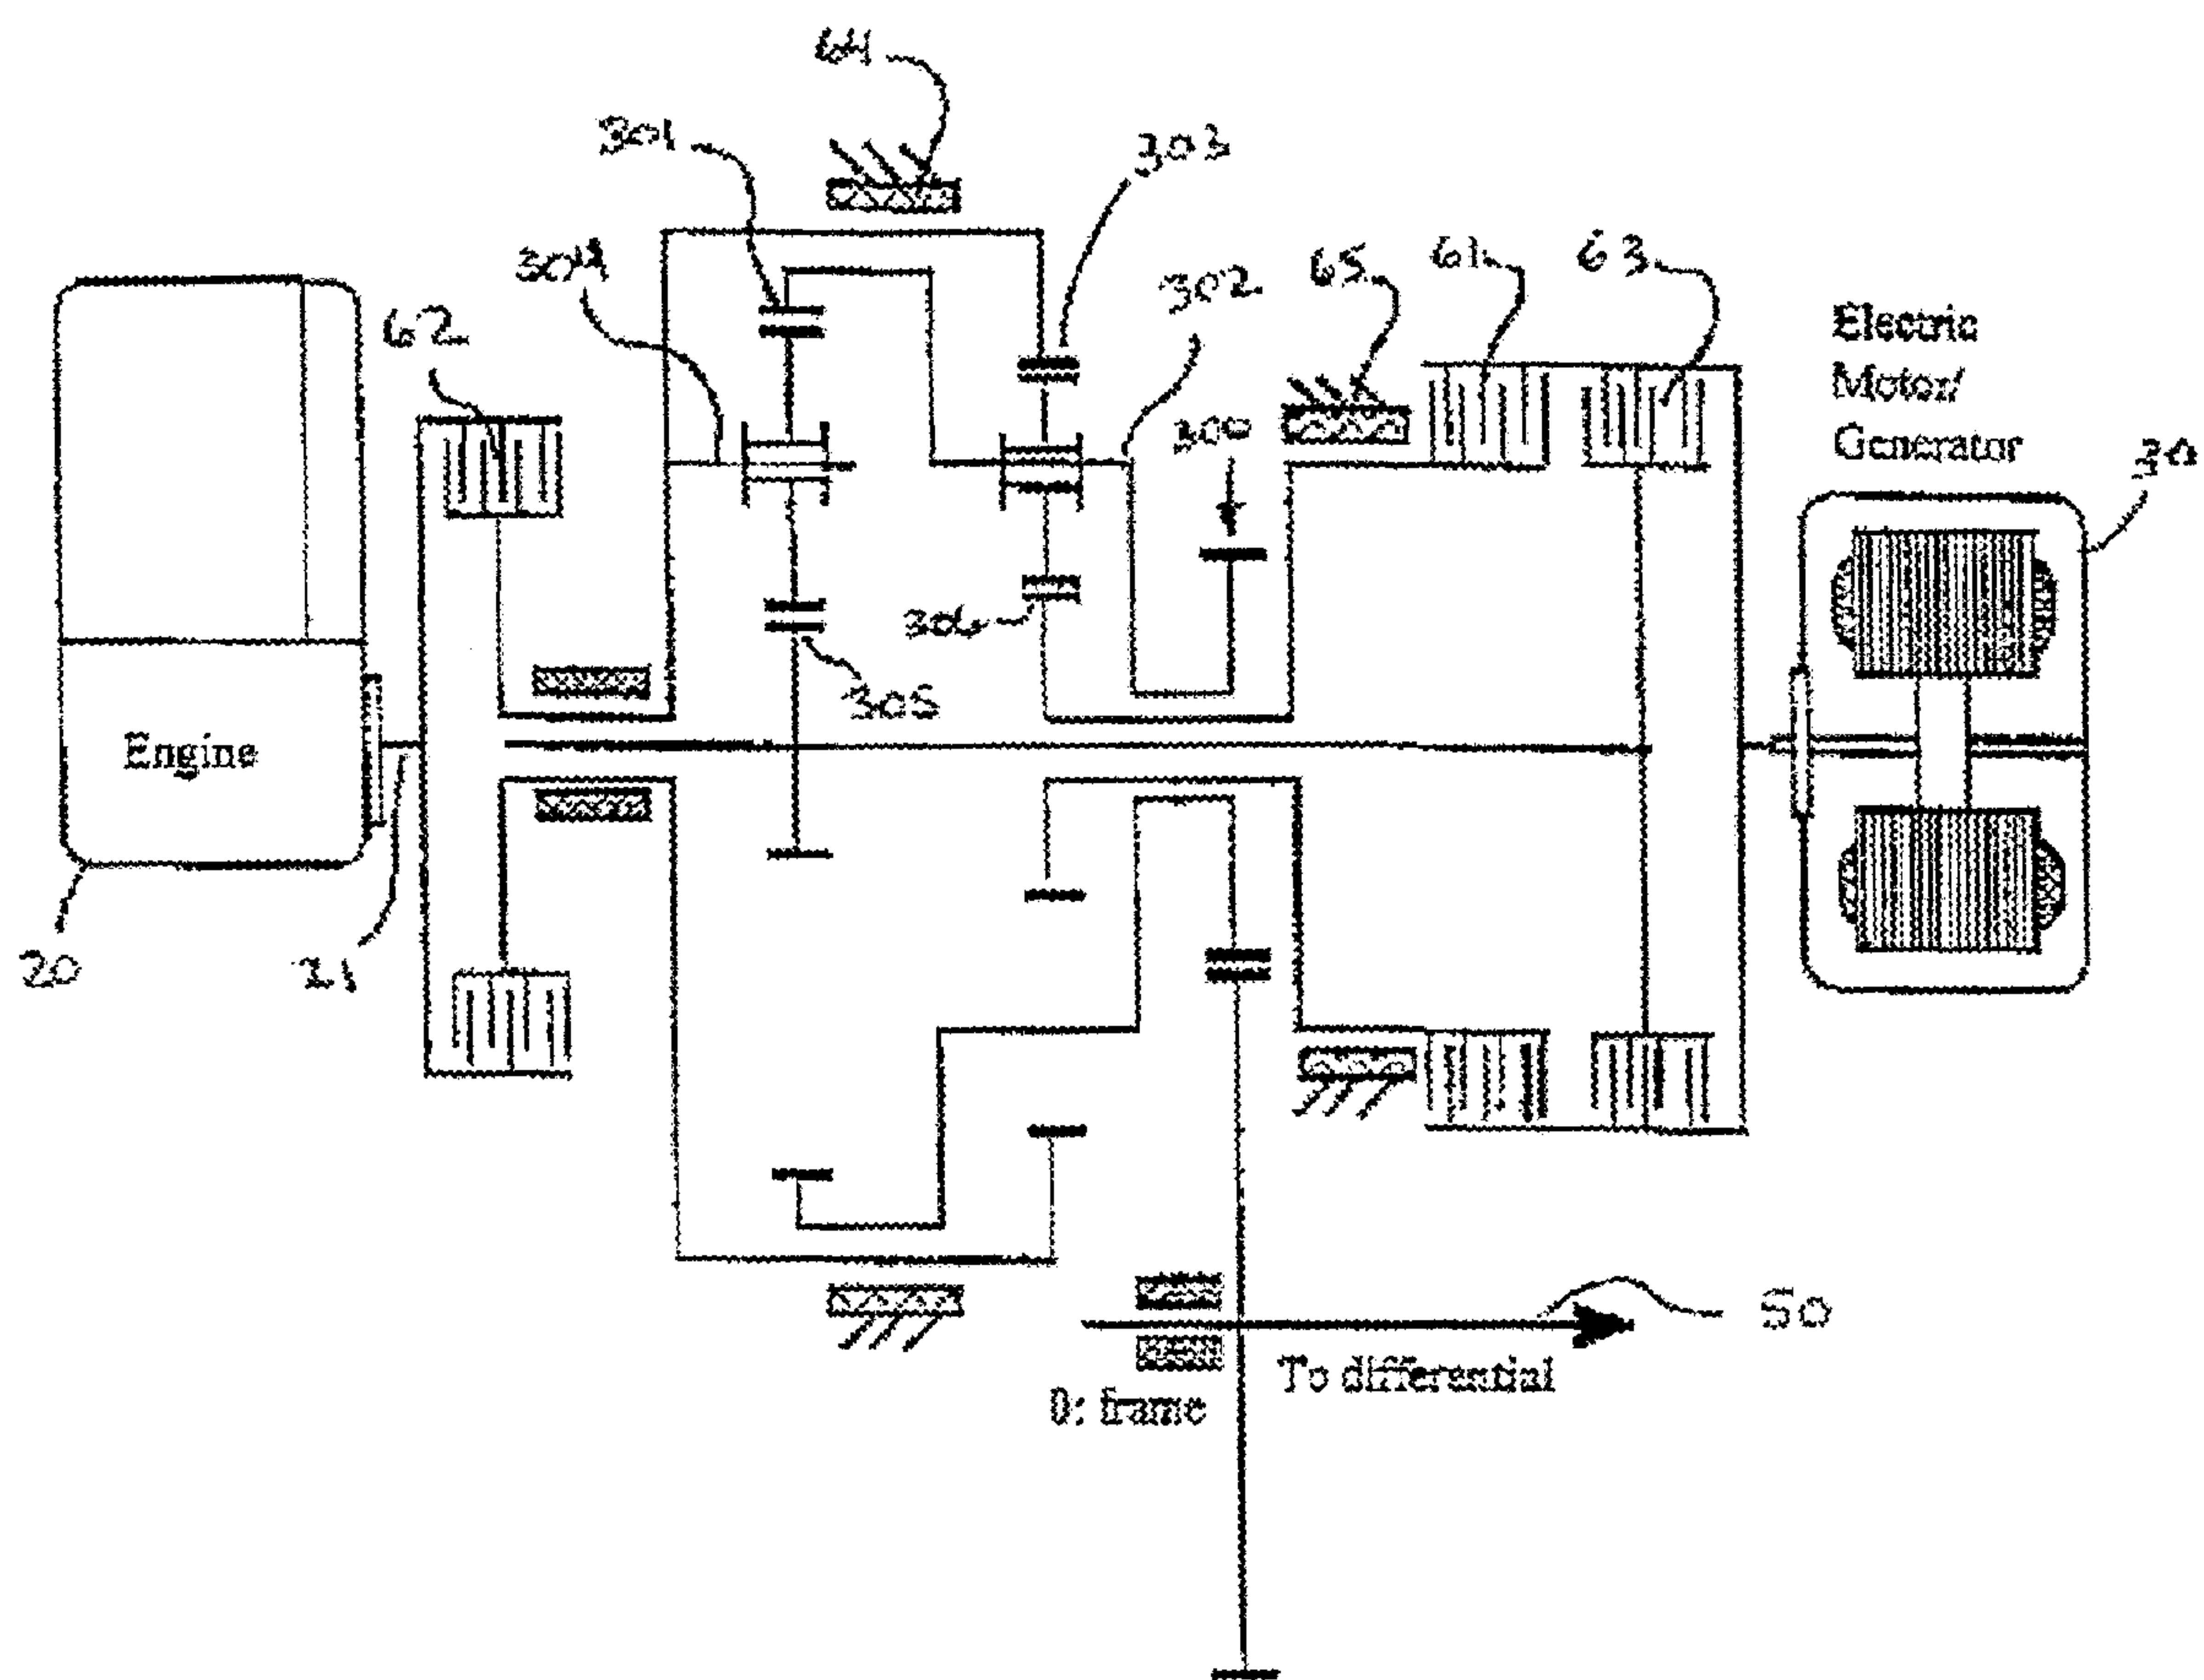 64
301
303
304
302
65
61
63
62
Electric
Motor/
Generator
300
30
306
305
Engine
20
21
50
To differential
0: frame